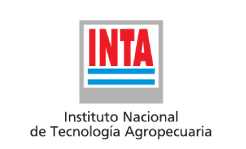 INTA
Instituto Nacional
de Tecnología Agropecuaria